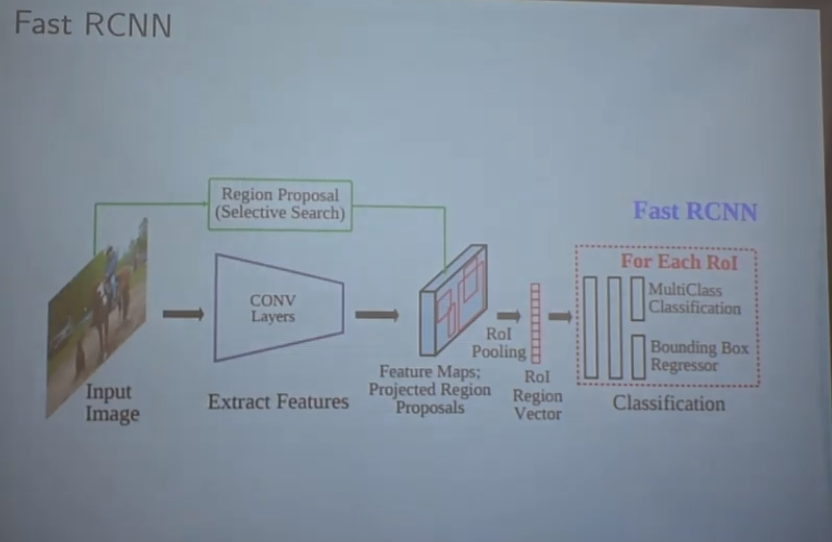 Fast RCNN
Region Proposal
(Selective Search)
Fast RCNN
For Each RoI
CONV
Layers
MultiClass
Classification
Bounding Box
Regressor
RoI
Pooling
Input
Image
Extract Features
Feature Maps;
Projected Region
Proposals
RoI
Region
Vector
Classification